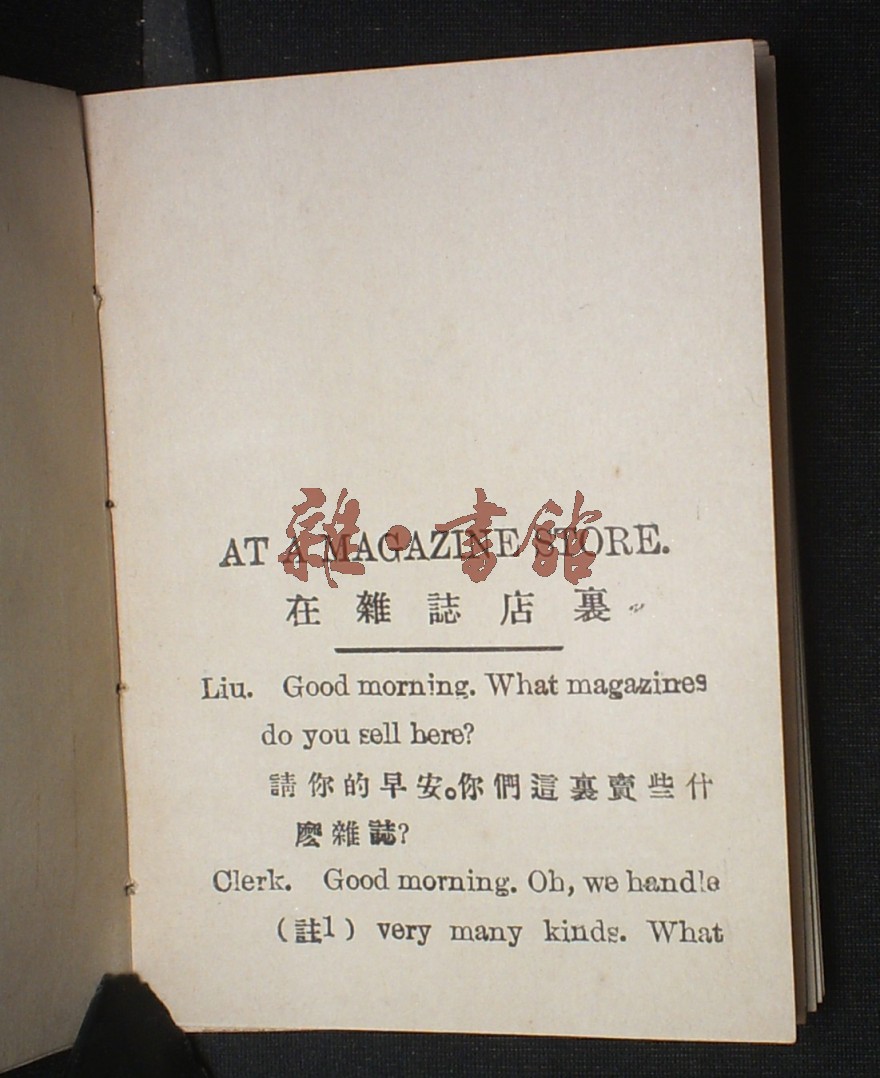 雜·書館
AT A MAGAZINE STORE.
在雜誌店裏
Liu. Good morning. What magazines
do you sell here?
請你的早安。你們這裏賣些什
麽雜誌?
Clerk. Good morning. Oh, we handle
(註1) very many kinds. What